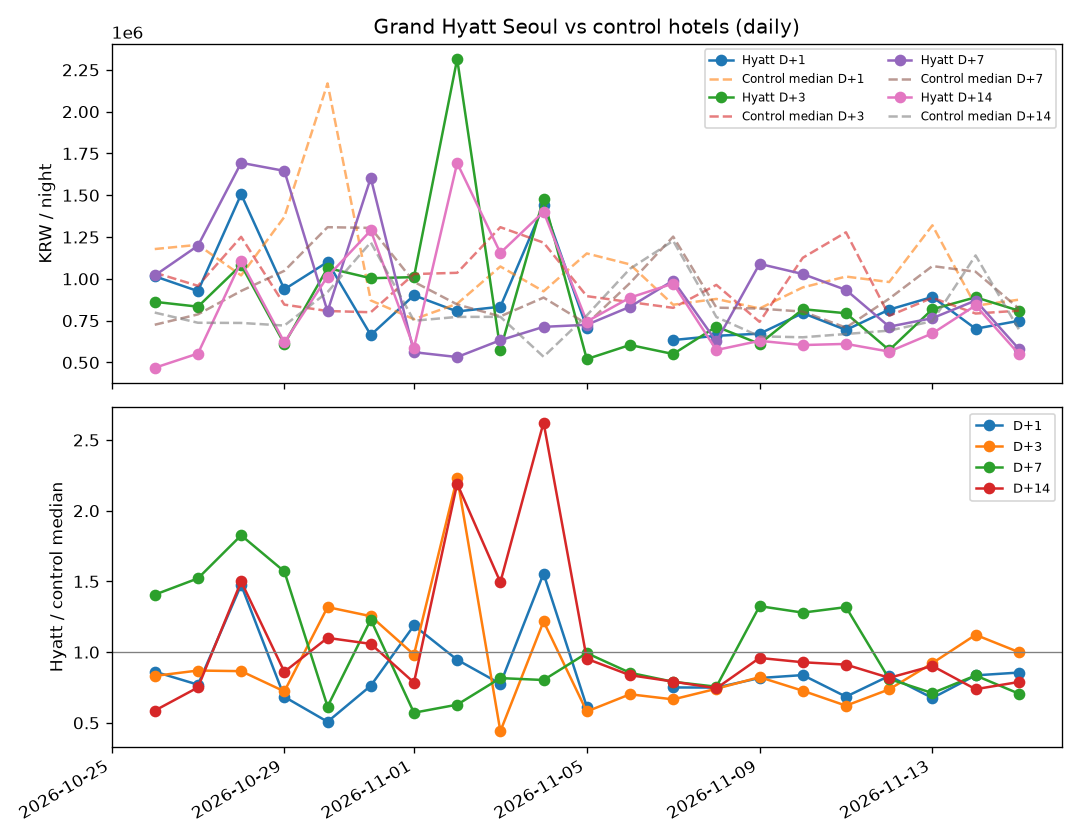 Grand Hyatt Seoul vs control hotels (daily)
1e6
KRW / night
2.25
2.00
1.75
1.50
1.25
1.00
0.75
0.50
Hyatt D+1
Control median D+1
Hyatt D+3
Control median D+3
Hyatt D+7
Control median D+7
Hyatt D+14
Control median D+14
Hyatt / control median
2.5
2.0
1.5
1.0
0.5
D+1
D+3
D+7
D+14
2026-10-25
2026-10-29
2026-11-01
2026-11-05
2026-11-09
2026-11-13